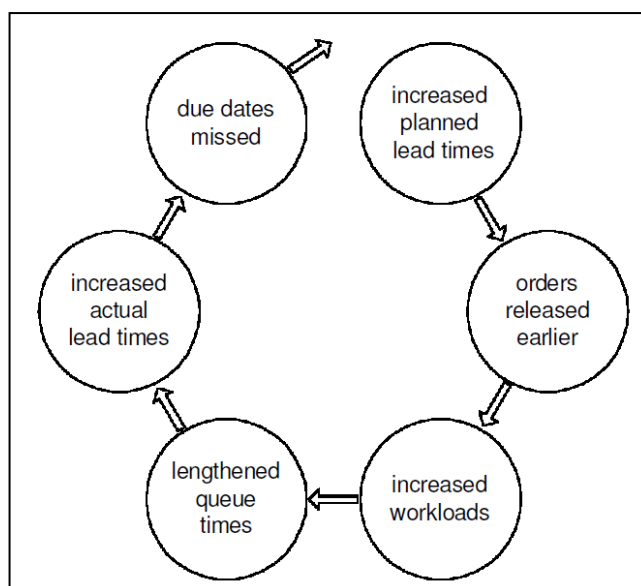 due dates
missed
increased
planned
lead times
orders
released
earlier
increased
workloads
lengthened
queue
times
increased
actual
lead times